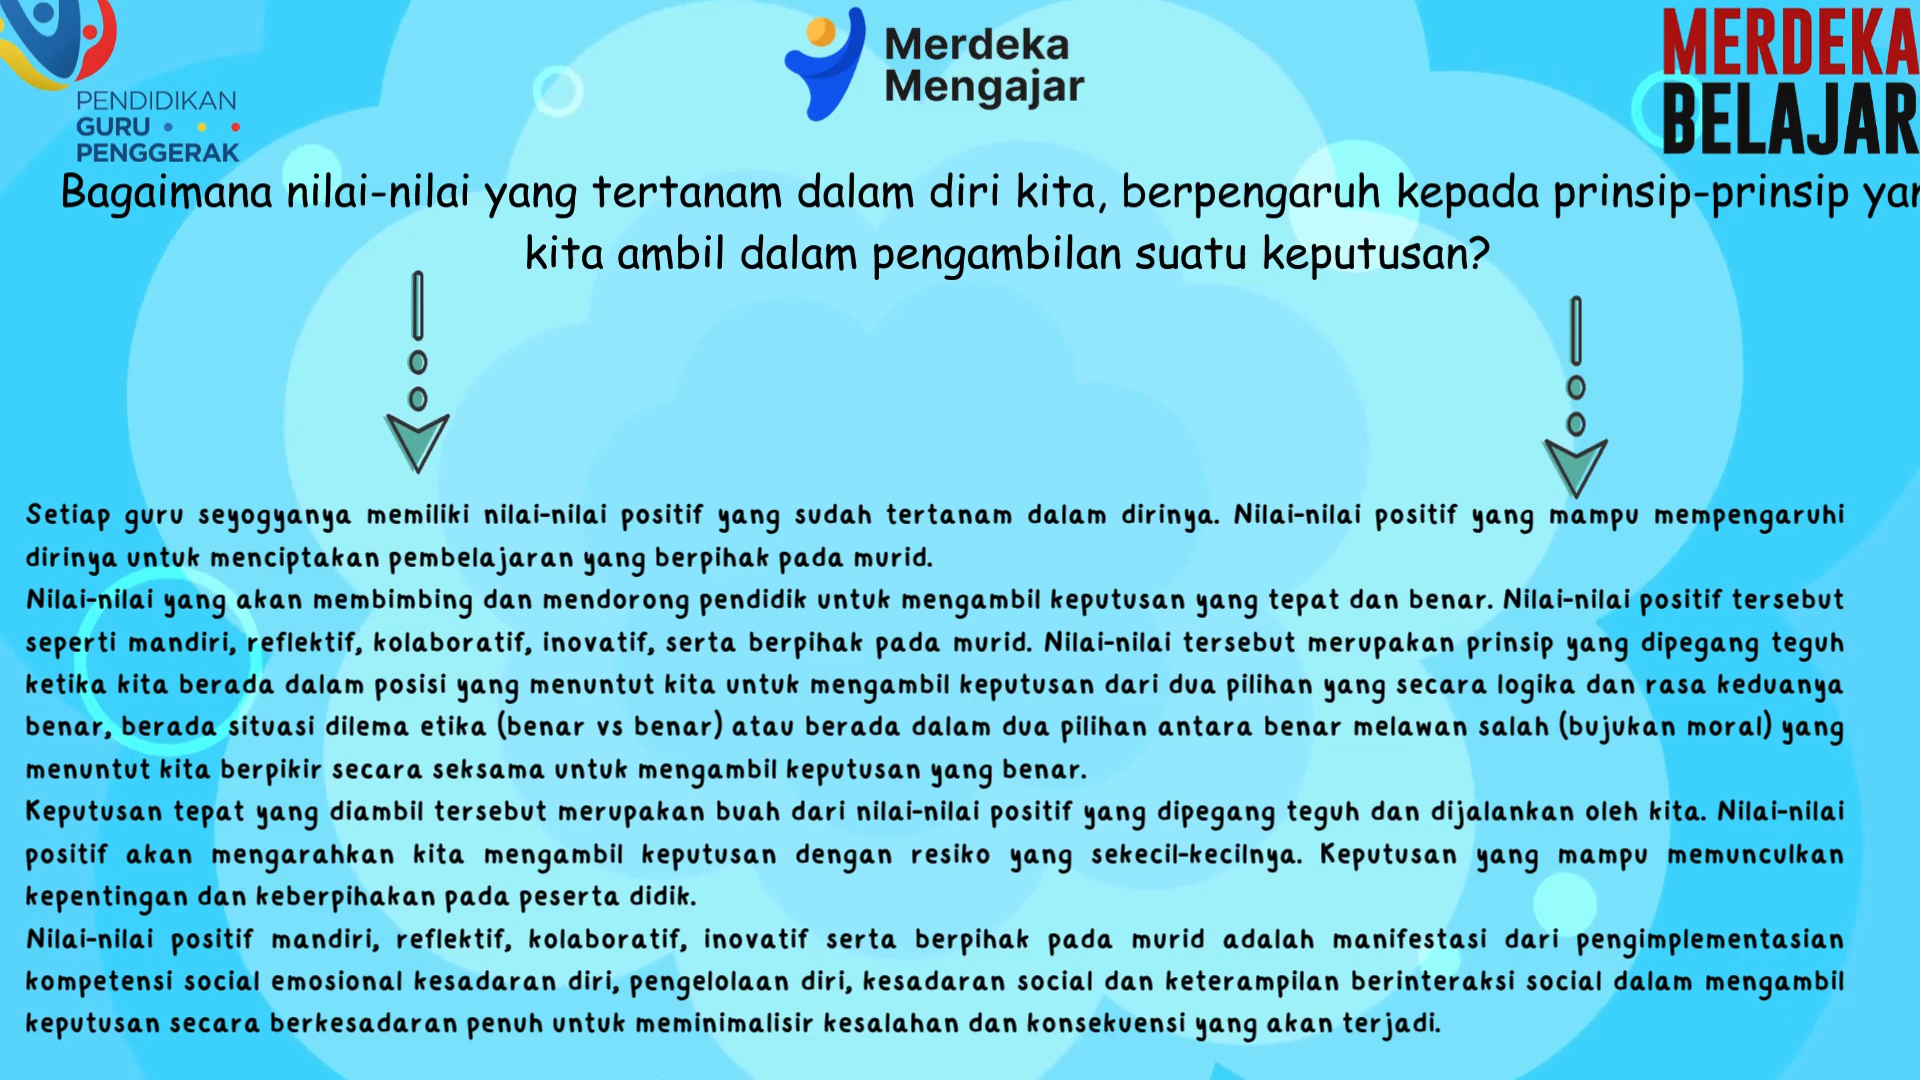 PENDIDIKAN
GURU
PENGGERAK
Merdeka
Mengajar
MERDEKA
BELAJAR
Bagaimana nilai-nilai yang tertanam dalam diri kita, berpengaruh kepada prinsip-prinsip
kita ambil dalam pengambilan suatu keputusan?
Setiap guru seyogyanya memiliki nilai-nilai positif yang sudah tertanam dalam dirinya. Nilai-nilai positif yang mampu mempengaruhi
dirinya untuk menciptakan pembelajaran yang berpihak pada murid.
Nilai-nilai yang akan membimbing dan mendorong pendidik untuk mengambil keputusan yang tepat dan benar. Nilai-nilai positif tersebut
seperti mandiri, reflektif, kolaboratif, inovatif, serta berpihak pada murid. Nilai-nilai tersebut merupakan prinsip yang dipegang teguh
ketika kita berada dalam posisi yang menuntut kita untuk mengambil keputusan dari dua pilihan yang secara logika dan rasa keduanya
benar, berada situasi dilema etika (benar vs benar) atau berada dalam dua pilihan antara benar melawan salah (bujukan moral) yang
menuntut kita berpikir secara seksama untuk mengambil keputusan yang benar.
Keputusan tepat yang diambil tersebut merupakan buah dari nilai-nilai positif yang dipegang teguh dan dijalankan oleh kita. Nilai-nilai
positif akan mengarahkan kita mengambil keputusan dengan resiko yang sekecil-kecilnya. Keputusan yang mampu memunculkan
kepentingan dan keberpihakan pada peserta didik.
Nilai-nilai positif mandiri, reflektif, kolaboratif, inovatif serta berpihak pada murid adalah manifestasi dari pengimplementasian
kompetensi social emosional kesadaran diri, pengelolaan diri, kesadaran social dan keterampilan berinteraksi social dalam mengambil
keputusan secara berkesadaran penuh untuk meminimalisir kesalahan dan konsekuensi yang akan terjadi.